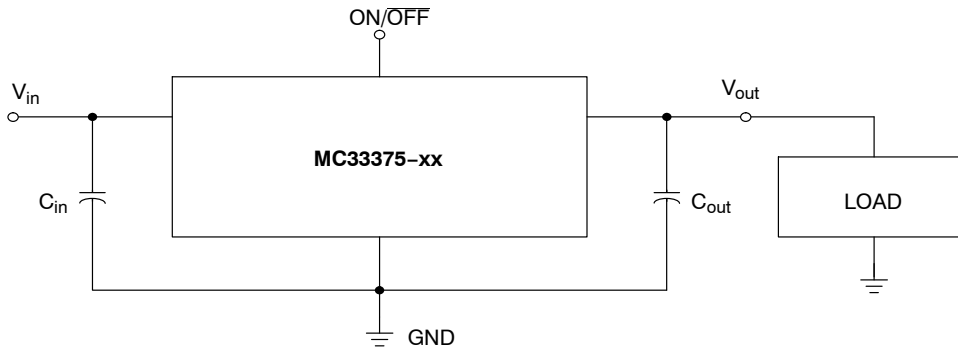 ON/OFF
V_in
V_out
MC33375–xx
C_in
C_out
LOAD
GND